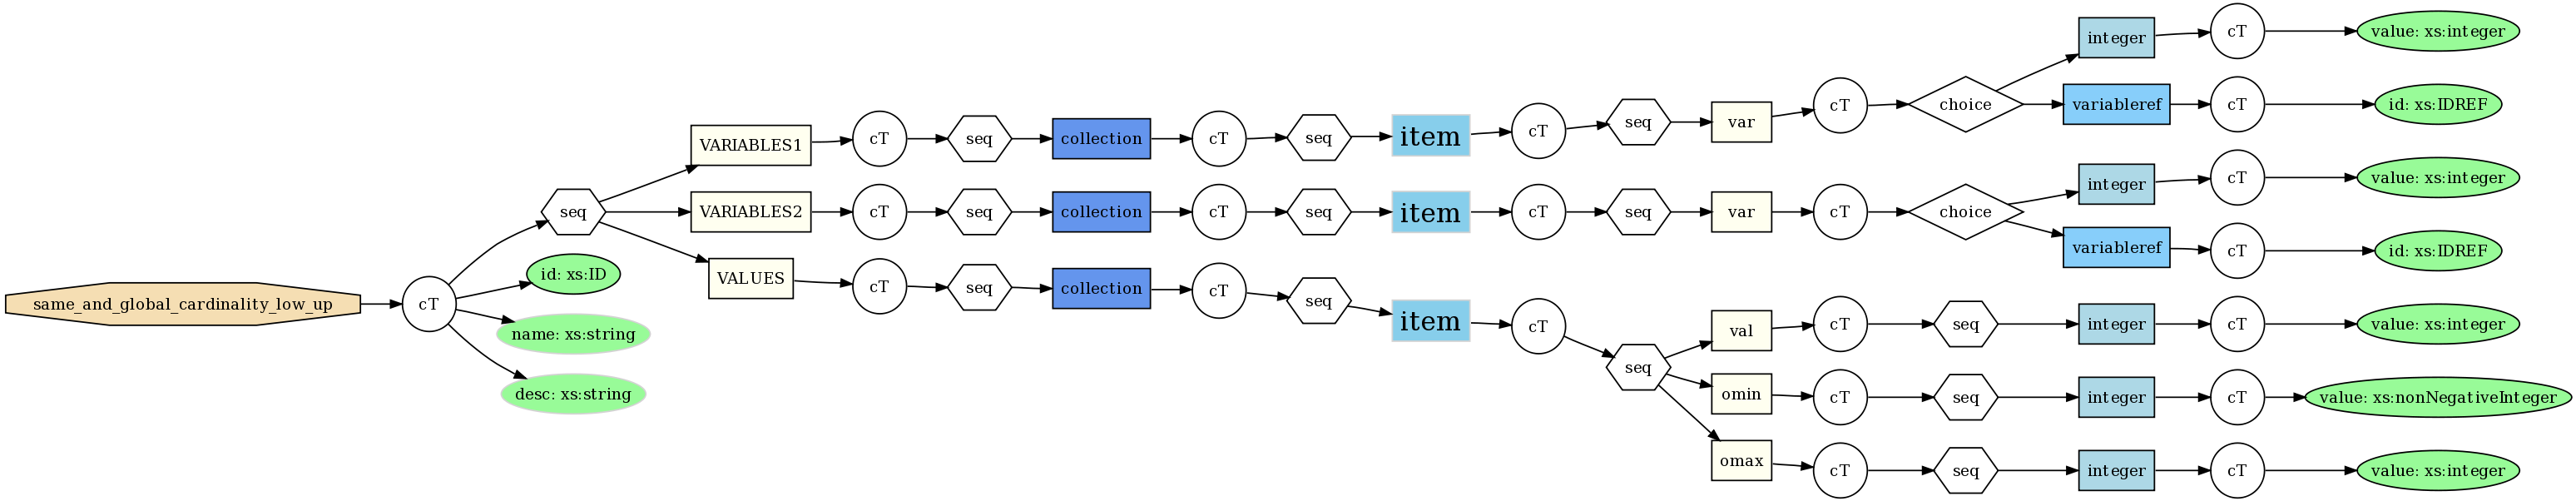 same_and_global_cardinality_low_up
cT
seq
id: xs:ID
name: xs:string
desc: xs:string
VARIABLES1
cT
seq
collection
cT
seq
item
cT
seq
var
cT
choice
integer
cT
value: xs:integer
variableref
cT
id: xs:IDREF
VARIABLES2
cT
seq
collection
cT
seq
item
cT
seq
var
cT
choice
integer
cT
value: xs:integer
variableref
cT
id: xs:IDREF
VALUES
cT
seq
collection
cT
seq
item
cT
seq
val
cT
seq
integer
cT
value: xs:integer
omin
cT
seq
integer
cT
value: xs:nonNegativeInteger
omax
cT
seq
integer
cT
value: xs:integer